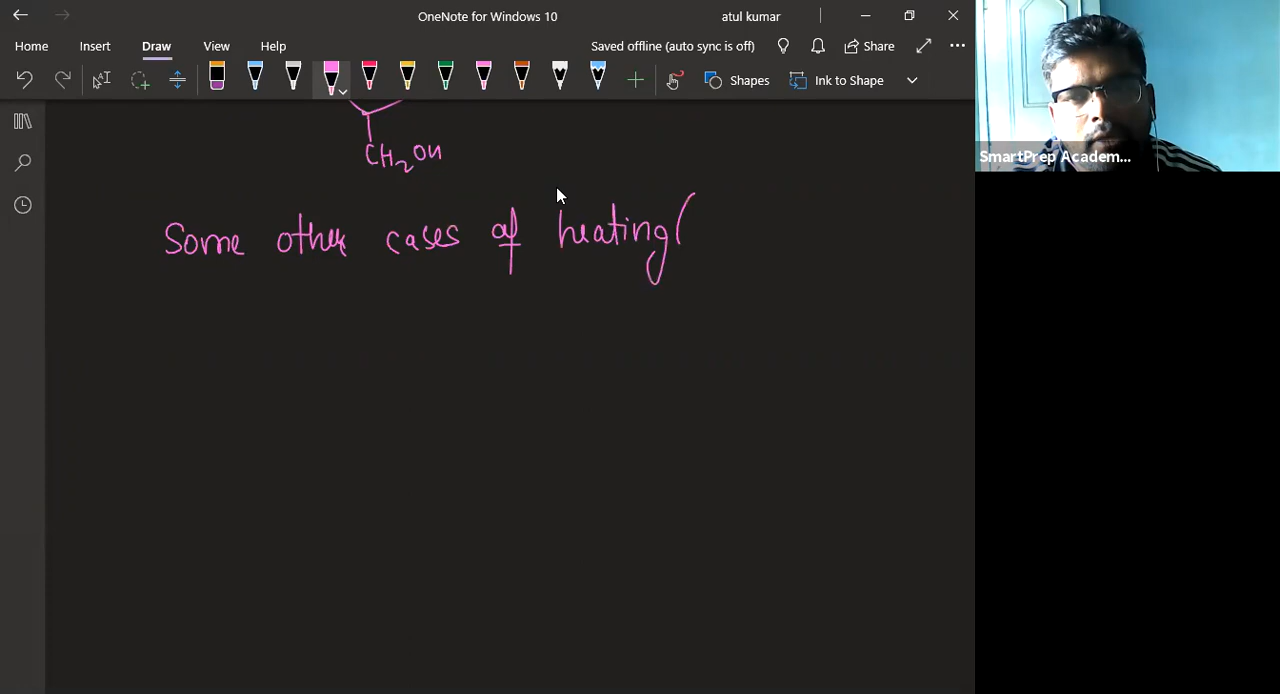 OneNote for Windows 10
atul kumar
Home
Insert
Draw
View
Help
Saved offline (auto sync is off)
Share
Shapes
Ink to Shape
SmartPrep Academ...
CH2OH
Some other cases of heating(